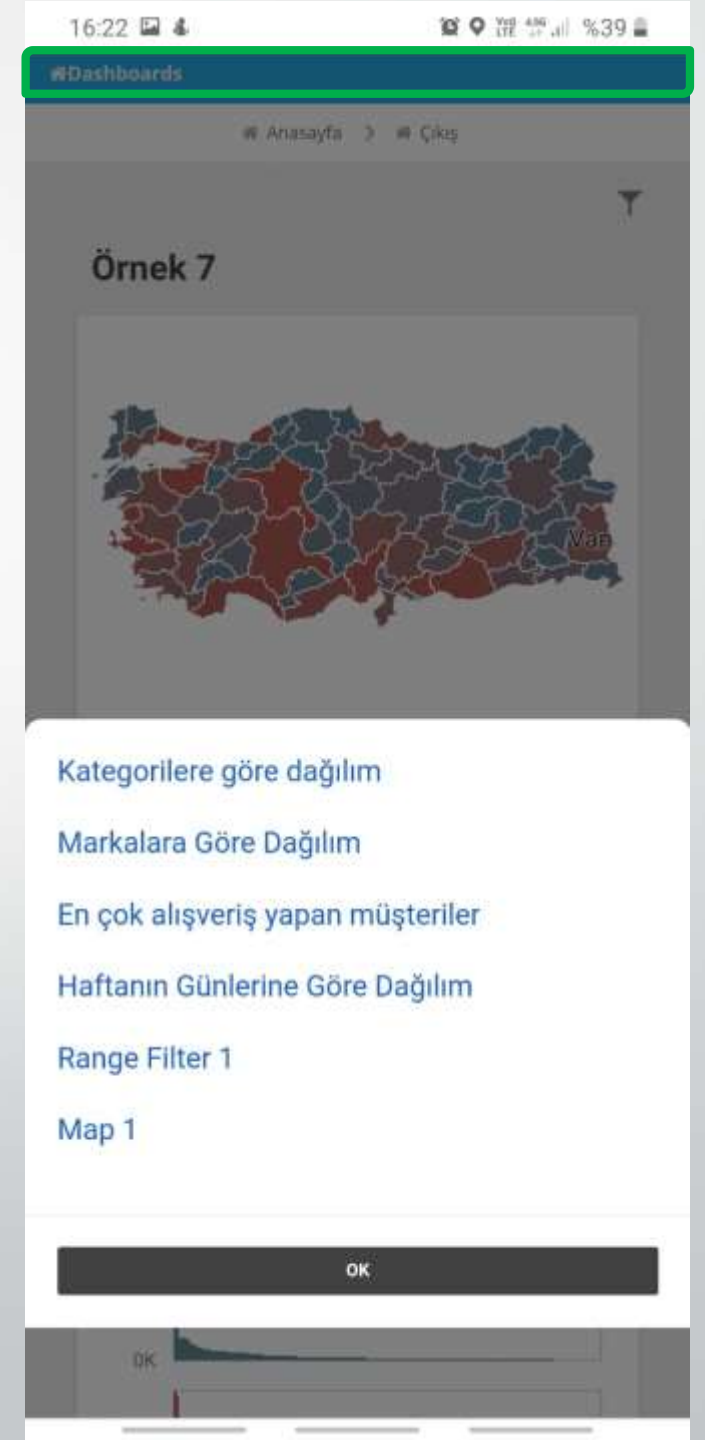 16:22 %39
Dashboards
Anasayfa Çıkış
Örnek 7
Van
Kategorilere göre dağılım
Markalara Göre Dağılım
En çok alışveriş yapan müşteriler
Haftanın Günlerine Göre Dağılım
Range Filter 1
Map 1
OK
0K